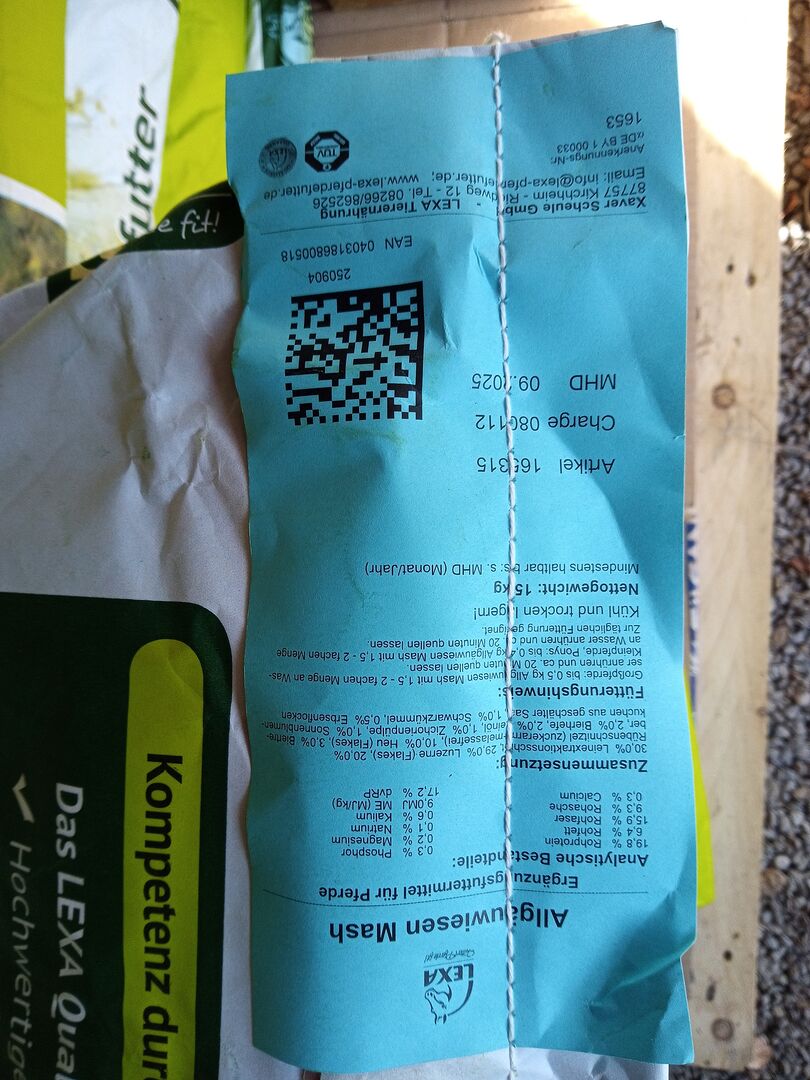 LEXA
Allgäuwiesen Mash
Ergänzungsfuttermittel für Pferde
Analytische Bestandteile:
19,8 % Rohprotein
6,4 % Rohfett
15,9 % Rohfaser
9,3 % Rohasche
0,3 % Calcium
0,3 % Phosphor
0,2 % Magnesium
0,1 % Natrium
0,6 % Kalium
9,0MJ ME (MJ/kg)
17,2 % dvRP
Zusammensetzung:
30,0% Leinextraktionsschrot, 29,0% Luzerne (Flakes), 20,0%
Rübenschnitzel (zuckerarm, melassefrei), 10,0% Heu (Flakes), 3,0% Biertre-
ber, 2,0% Bierhefe, 2,0% Leinöl, 1,0% Zichorienpülpe, 1,0% Sonnenblumen-
kuchen aus geschälter Saat, 1,0% Schwarzkümmel, 0,5% Erbsenflocken
Fütterungshinweis:
Großpferde: bis 0,5 kg Allgäuwiesen Mash mit 1,5 - 2 fachen Menge an Was-
ser anrühren und ca. 20 Minuten quellen lassen.
Kleinpferde, Ponys: bis 0,4 kg Allgäuwiesen Mash mit 1,5 - 2 fachen Menge
an Wasser anrühren und ca. 20 Minuten quellen lassen.
Zur täglichen Fütterung geeignet.
Kühl und trocken lagern!
Nettogewicht: 15 kg
Mindestens haltbar bis: s. MHD (Monat/Jahr)
Artikel 165315
Charge 080112
MHD 09.2025
250904
EAN 0403186800518
Xaver Scheule GmbH * LEXA Tierernährung
87757 Kirchheim - Tel. 08266/862526
Email: info@lexa-pferdefutter.de; www.lexa-pferdefutter.de
Anerkennungs-Nr.
αDE BY 1 00033
1653
TÜV
futter
e fit!
Kompetenz dur
Das LEXA Qual
Hochwertige